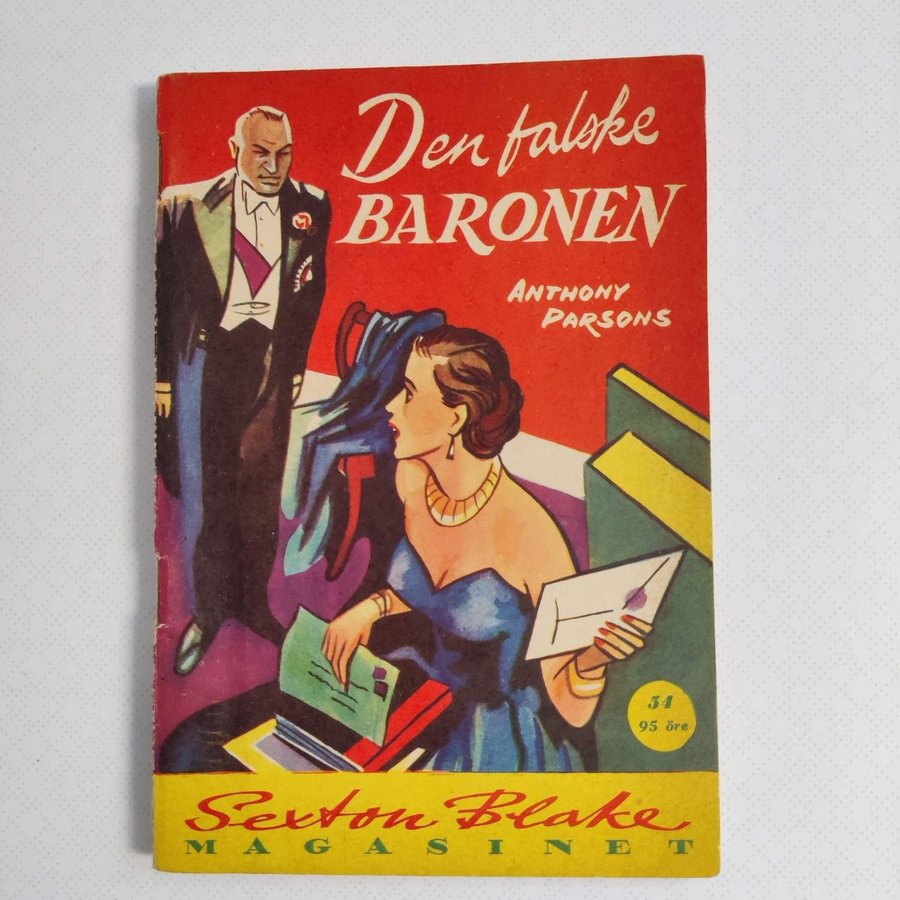 Den falske
BARONEN
ANTHONY
PARSONS
34
95 öre
Sexton Blake
MAGASINET